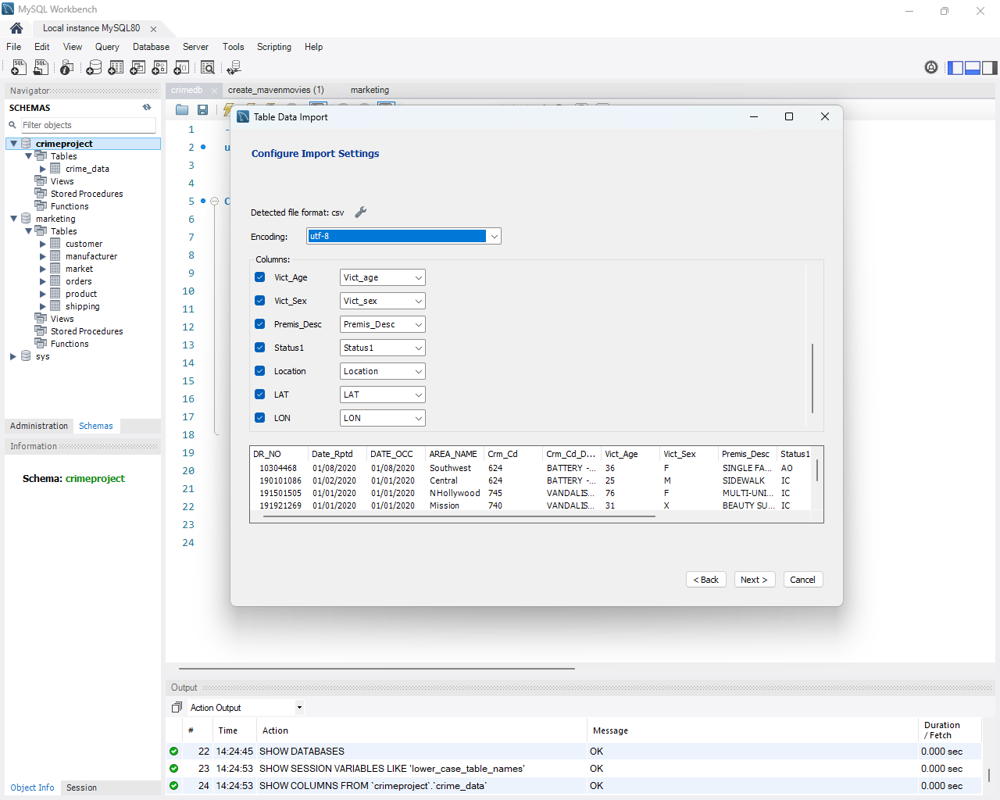 MySQL Workbench
Local instance MySQL80
File Edit View Query Database Server Tools Scripting Help
Navigator
SCHEMAS
Filter objects
crimeproject
Tables
crime_data
Views
Stored Procedures
Functions
marketing
Tables
customer
manufacturer
market
orders
product
shipping
Views
Stored Procedures
Functions
sys
Administration Schemas
Information
Schema: crimeproject
Object Info Session
crimedb create_mavenmovies (1) marketing
1
2 u
3
4
5 C
6
7
8
9
10
11
12
13
14
15
16
17
18
19
20
21
22
23
24
Table Data Import
Configure Import Settings
Detected file format: csv
Encoding: utf-8
Columns:
Vict_Age Vict_age
Vict_Sex Vict_sex
Premis_Desc Premis_Desc
Status1 Status1
Location Location
LAT LAT
LON LON
DR_NO Date_Rptd DATE_OCC AREA_NAME Crm_Cd Crm_Cd_D... Vict_Age Vict_Sex Premis_Desc Status1
10304468 01/08/2020 01/08/2020 Southwest 624 BATTERY -... 36 F SINGLE FA... AO
190101086 01/02/2020 01/01/2020 Central 624 BATTERY -... 25 M SIDEWALK IC
191501505 01/01/2020 01/01/2020 N Hollywood 745 VANDALIS... 76 F MULTI-UNI... IC
191921269 01/01/2020 01/01/2020 Mission 740 VANDALIS... 31 X BEAUTY SU... IC
< Back Next > Cancel
Output
Action Output
# Time Action Message Duration / Fetch
22 14:24:45 SHOW DATABASES OK 0.000 sec
23 14:24:53 SHOW SESSION VARIABLES LIKE 'lower_case_table_names' OK 0.000 sec
24 14:24:53 SHOW COLUMNS FROM `crimeproject`.`crime_data` OK 0.000 sec